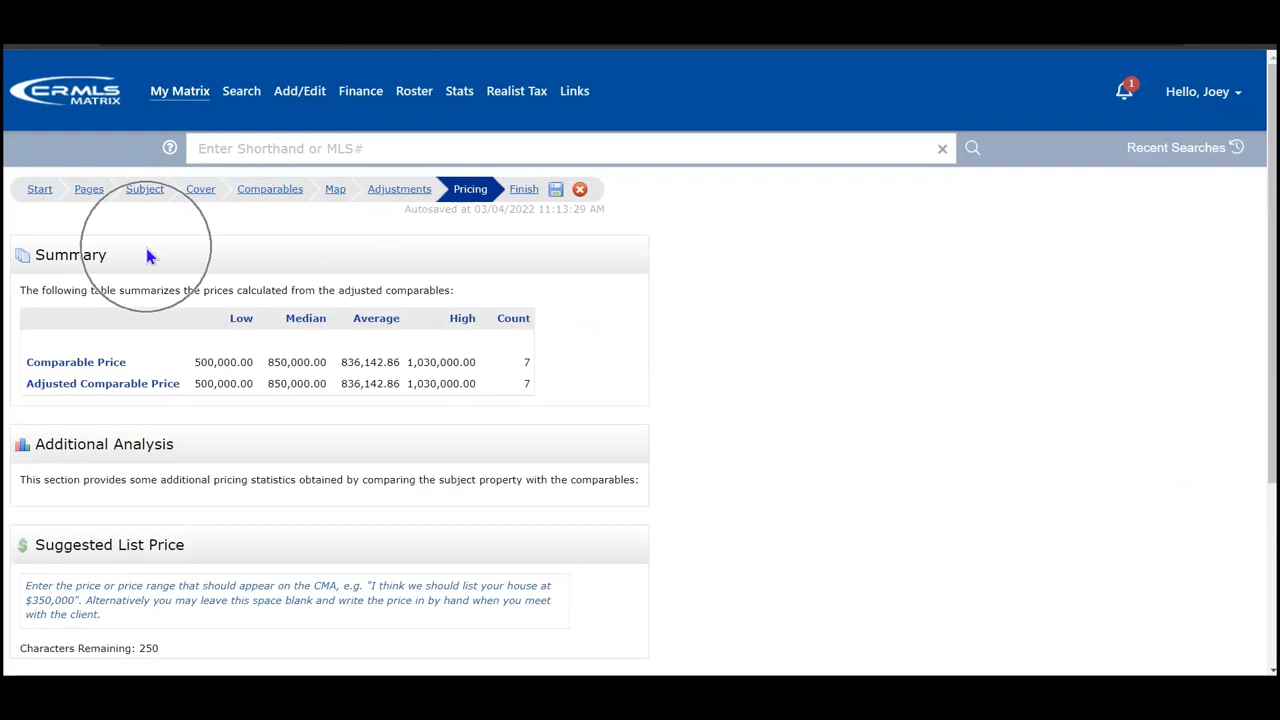 CRMLS
MATRIX
My Matrix Search Add/Edit Finance Roster Stats Realist Tax Links
1
Hello, Joey
Enter Shorthand or MLS#
Recent Searches
Start Pages Subject Cover Comparables Map Adjustments Pricing Finish
Autosaved at 03/04/2022 11:13:29 AM
Summary
The following table summarizes the prices calculated from the adjusted comparables:
Low Median Average High Count
Comparable Price 500,000.00 850,000.00 836,142.86 1,030,000.00 7
Adjusted Comparable Price 500,000.00 850,000.00 836,142.86 1,030,000.00 7
Additional Analysis
This section provides some additional pricing statistics obtained by comparing the subject property with the comparables:
Suggested List Price
Enter the price or price range that should appear on the CMA, e.g. "I think we should list your house at
$350,000". Alternatively you may leave this space blank and write the price in by hand when you meet
with the client.
Characters Remaining: 250